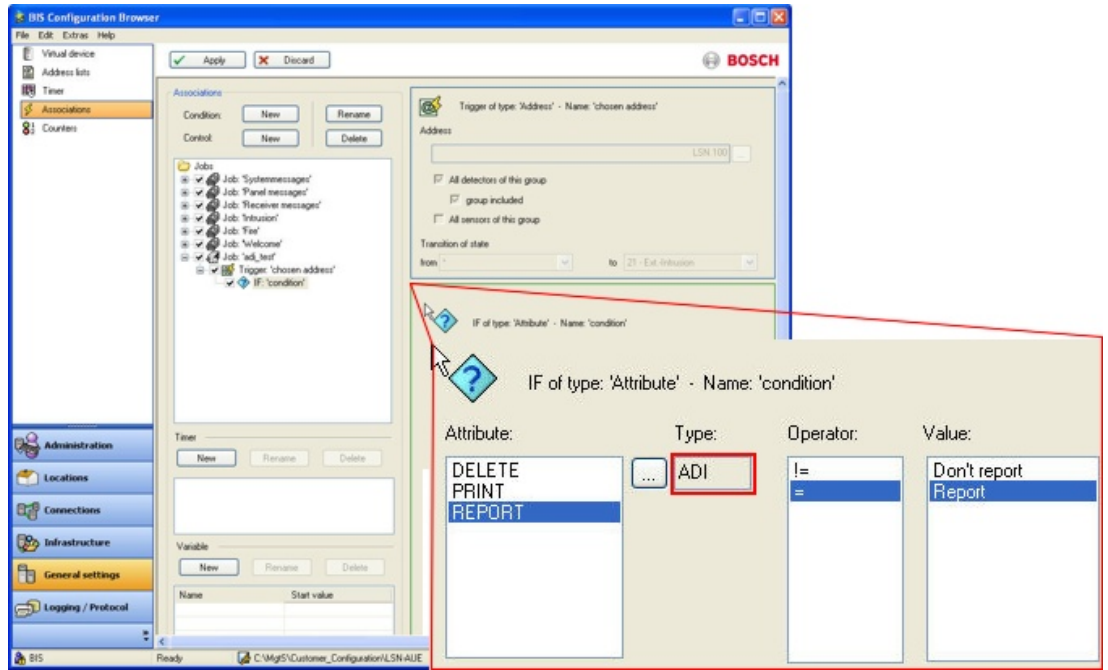 BIS Configuration Browser
File Edit Extras Help
Virtual device
Address lists
Timer
Associations
Counters
Apply
Discard
BOSCH
Associations
Condition: New Rename
Control: New Delete
Jobs
Job: 'Systemmessages'
Job: 'Panel messages'
Job: 'Receiver messages'
Job: 'Intrusion'
Job: 'Fire'
Job: 'Welcome'
Job: 'adi_test'
Trigger: 'chosen address'
IF: 'condition'
Trigger of type: 'Address' - Name: 'chosen address'
Address
LSN.100 ...
All detectors of this group
group included
All sensors of this group
Transition of state
from * to 21 - Ext-Intrusion
IF of type: 'Attribute' - Name: 'condition'
IF of type: 'Attribute' - Name: 'condition'
Attribute: Type: Operator: Value:
DELETE ... ADI != Don't report
PRINT = Report
REPORT
Timer
New Rename Delete
Variable
New Rename Delete
Name Start value
Administration
Locations
Connections
Infrastructure
General settings
Logging / Protocol
BIS Ready C:\MgtS\Customer_Configuration\LSN-AUE